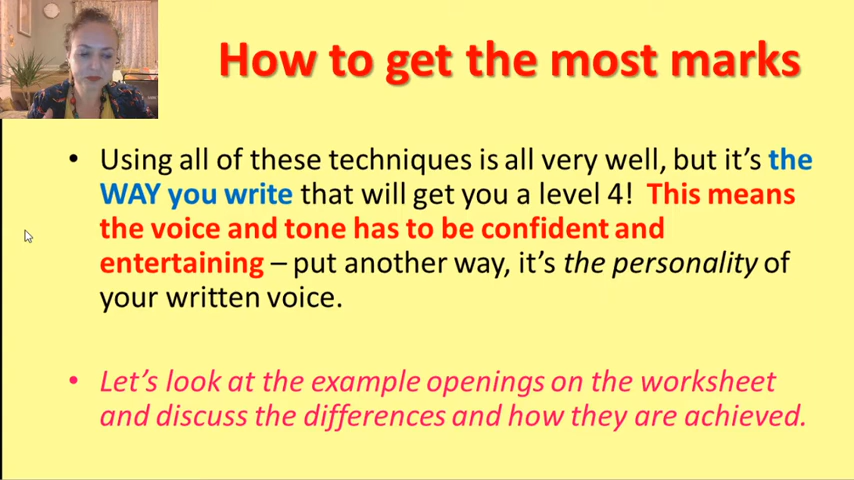 How to get the most marks
• Using all of these techniques is all very well, but it’s the
WAY you write that will get you a level 4! This means
the voice and tone has to be confident and
entertaining – put another way, it’s the personality of
your written voice.
• Let’s look at the example openings on the worksheet
and discuss the differences and how they are achieved.